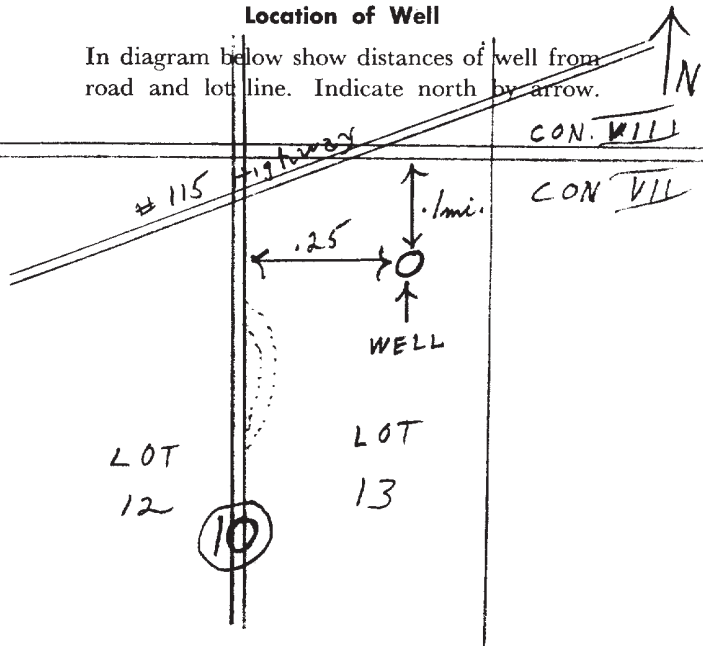 Location of Well
In diagram below show distances of well from
road and lot line. Indicate north by arrow.
N
CON. VIII
# 115 Highway
CON VII
.1mi.
.25
WELL
LOT
13
LOT
12
10